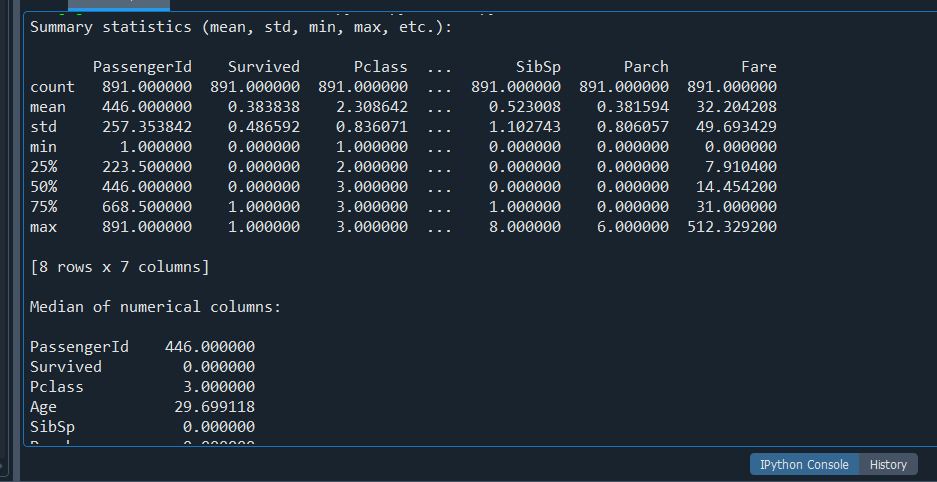 Summary statistics (mean, std, min, max, etc.):
PassengerId Survived Pclass ... SibSp Parch Fare
count 891.000000 891.000000 891.000000 ... 891.000000 891.000000 891.000000
mean 446.000000 0.383838 2.308642 ... 0.523008 0.381594 32.204208
std 257.353842 0.486592 0.836071 ... 1.102743 0.806057 49.693429
min 1.000000 0.000000 1.000000 ... 0.000000 0.000000 0.000000
25% 223.500000 0.000000 2.000000 ... 0.000000 0.000000 7.910400
50% 446.000000 0.000000 3.000000 ... 0.000000 0.000000 14.454200
75% 668.500000 1.000000 3.000000 ... 1.000000 0.000000 31.000000
max 891.000000 1.000000 3.000000 ... 8.000000 6.000000 512.329200
[8 rows x 7 columns]
Median of numerical columns:
PassengerId 446.000000
Survived 0.000000
Pclass 3.000000
Age 29.699118
SibSp 0.000000
IPython Console History